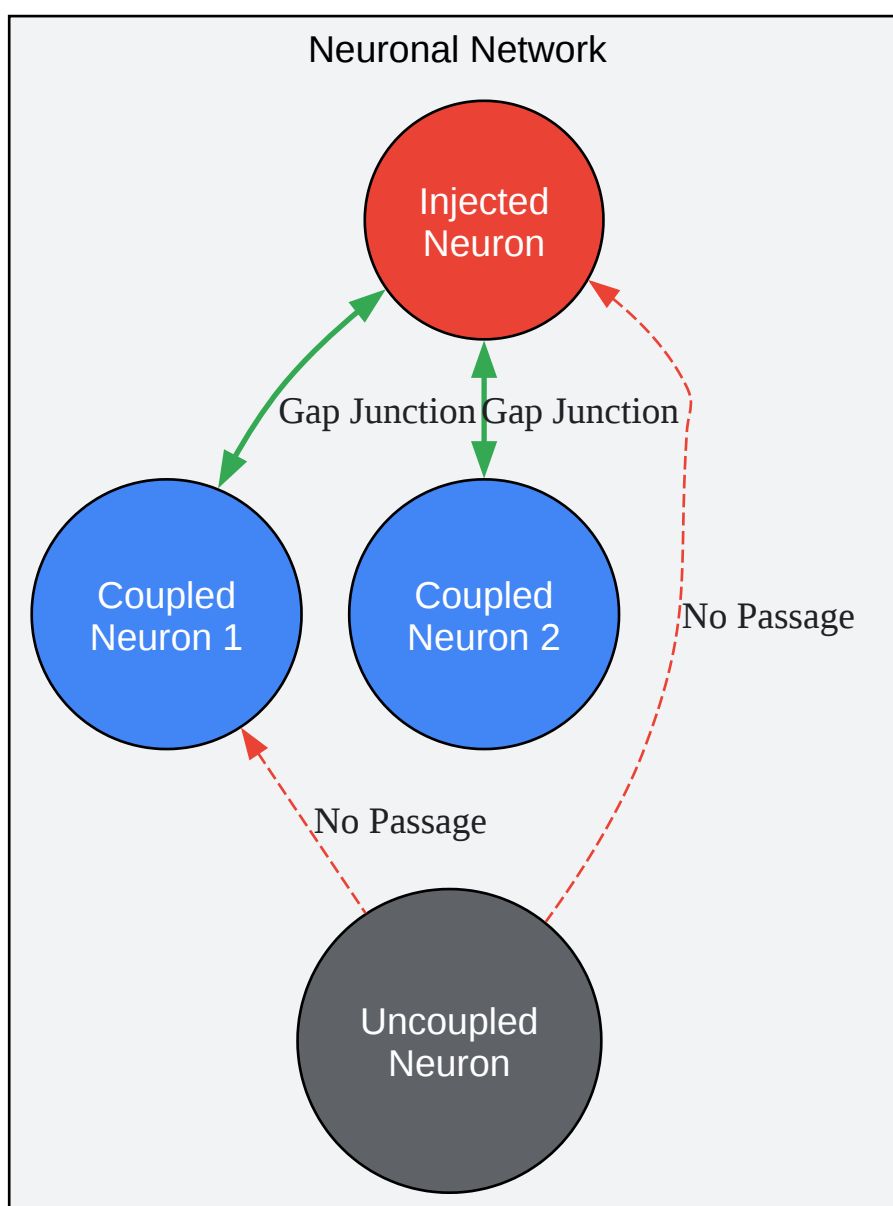 Neuronal Network
Injected
Neuron
Gap Junction
Gap Junction
Coupled
Neuron 1
Coupled
Neuron 2
No Passage
No Passage
Uncoupled
Neuron